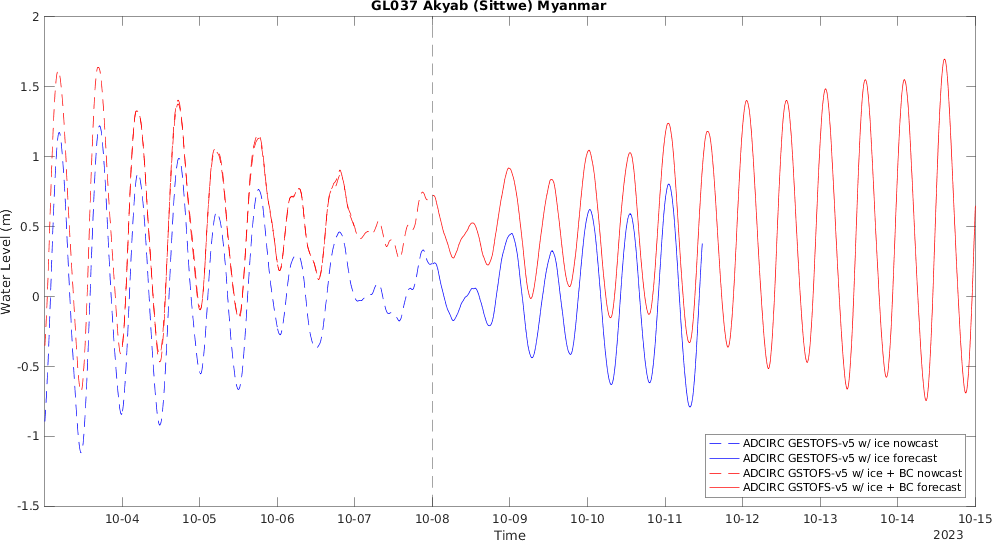 GL037 Akyab (Sittwe) Myanmar
2
1.5
1
0.5
0
-0.5
-1
-1.5
Water Level (m)
ADCIRC GESTOFS-v5 w/ ice nowcast
ADCIRC GESTOFS-v5 w/ ice forecast
ADCIRC GSTOFS-v5 w/ ice + BC nowcast
ADCIRC GSTOFS-v5 w/ ice + BC forecast
10-04 10-05 10-06 10-07 10-08 10-09 10-10 10-11 10-12 10-13 10-14 10-15
Time
2023